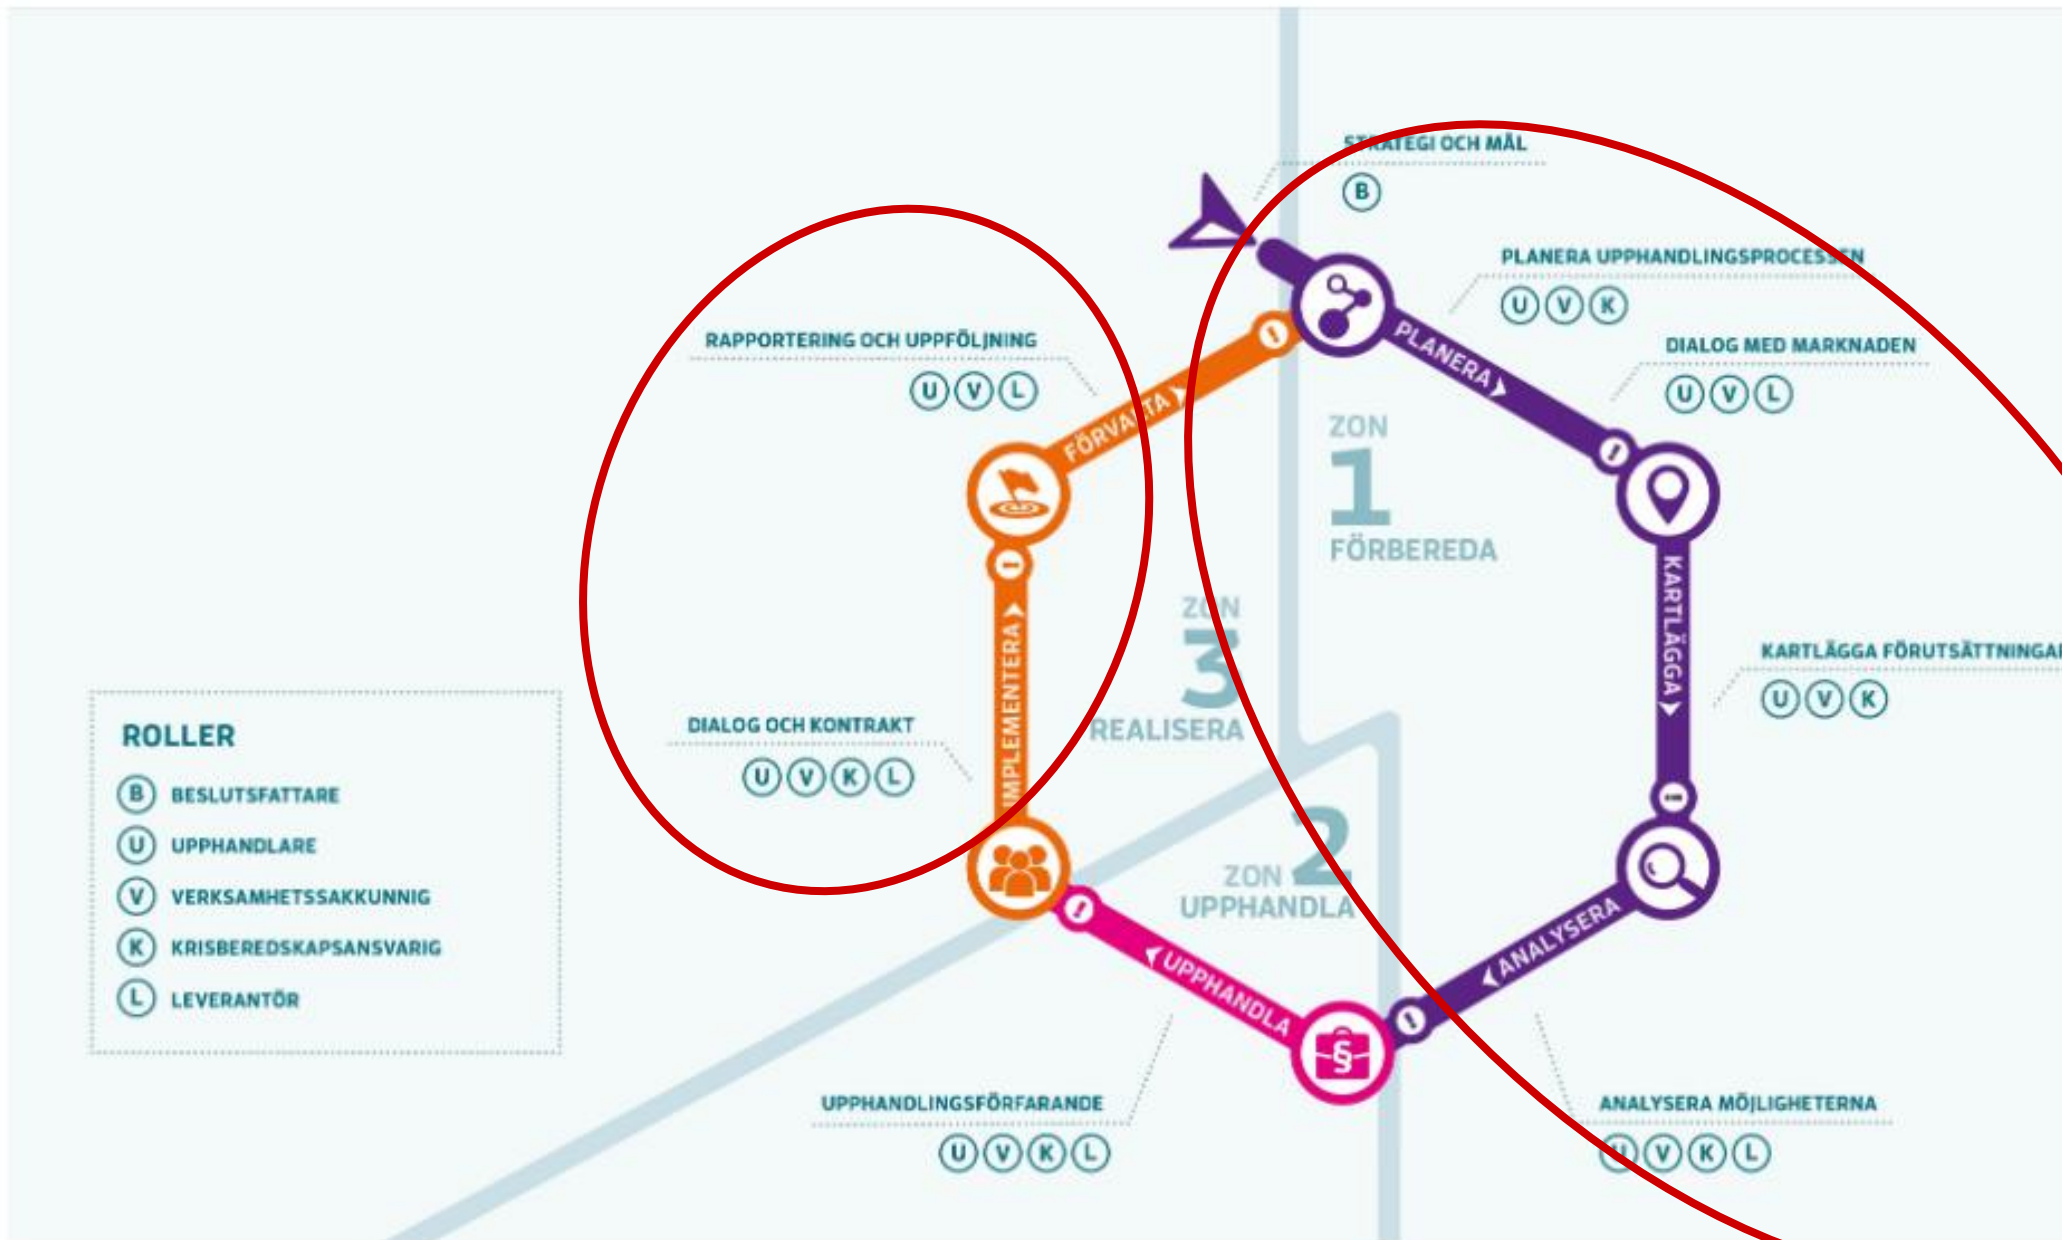 STRATEGI OCH MÅL
B
PLANERA UPPHANDLINGSPROCESSEN
U V K
DIALOG MED MARKNADEN
U V L
PLANERA
RAPPORTERING OCH UPPFÖLJNING
U V L
FÖRVALTA
ZON
1
FÖRBEREDA
KARTLÄGGA
KARTLÄGGA FÖRUTSÄTTNINGAR
U V K
ZON
3
REALISERA
IMPLEMENTERA
DIALOG OCH KONTRAKT
U V K L
ROLLER
B BESLUTSFATTARE
U UPPHANDLARE
V VERKSAMHETSSAKKUNNIG
K KRISBEREDSKAPSANSVARIG
L LEVERANTÖR
ZON 2
UPPHANDLA
ANALYSERA
UPPHANDLA
§
UPPHANDLINGSFÖRFARANDE
U V K L
ANALYSERA MÖJLIGHETERNA
U V K L